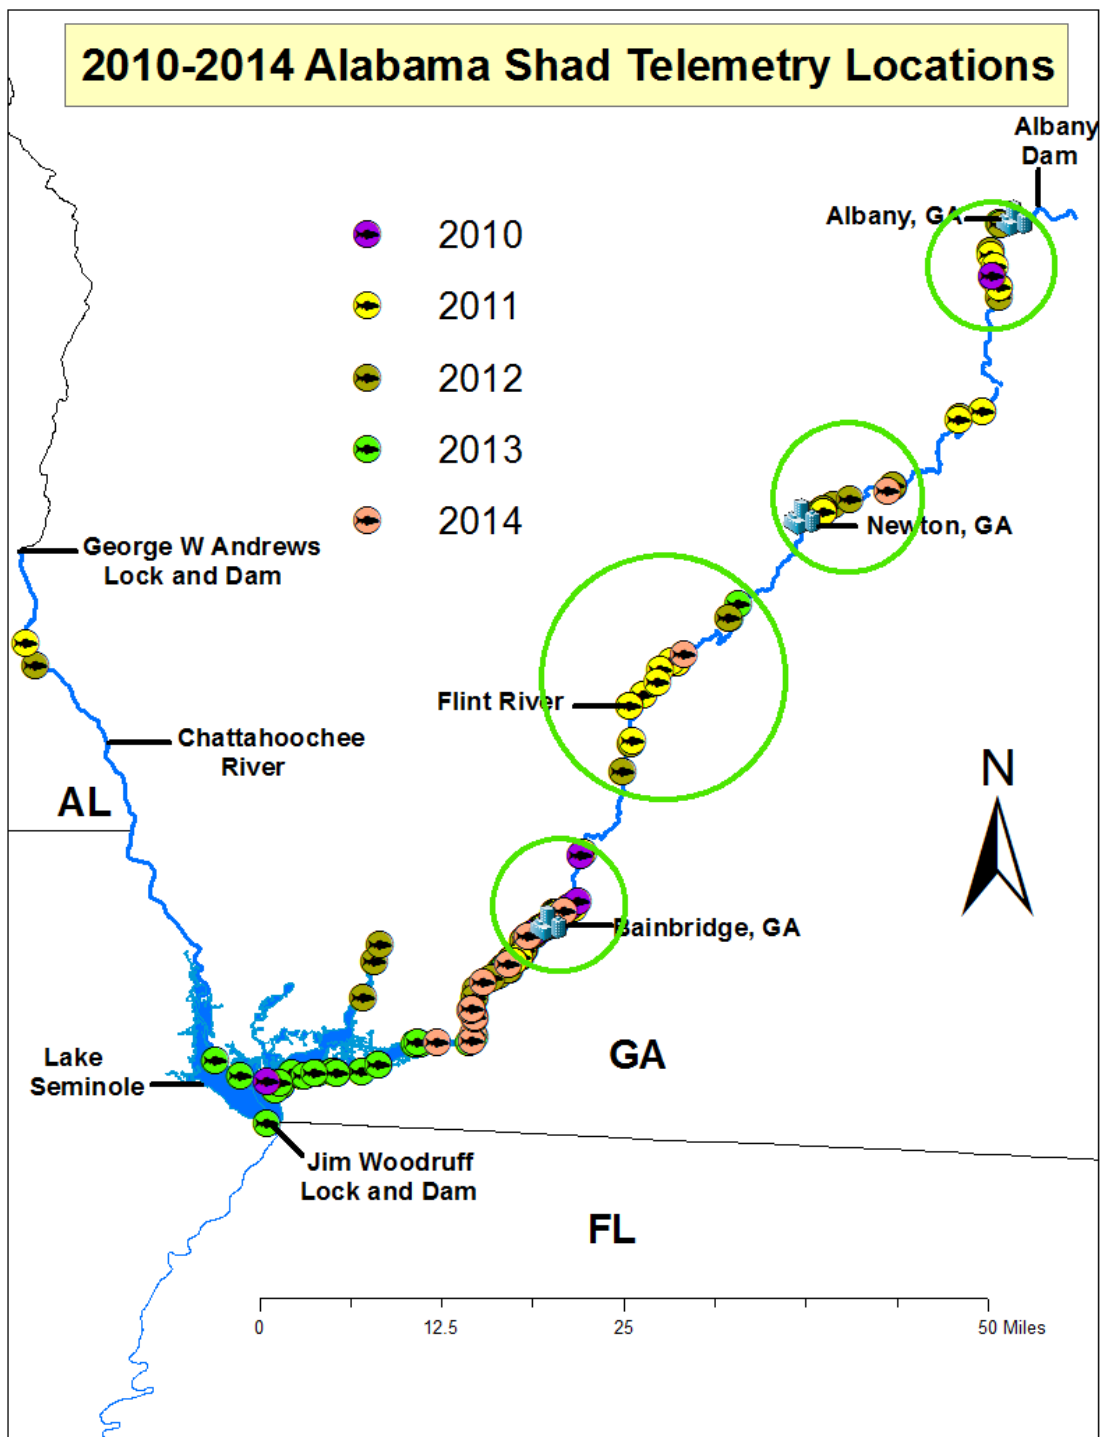 2010-2014 Alabama Shad Telemetry Locations
Albany
Dam
Albany, GA
2010
2011
2012
2013
2014
Newton, GA
George W Andrews
Lock and Dam
Flint River
Chattahoochee
River
N
AL
Bainbridge, GA
GA
Lake
Seminole
Jim Woodruff
Lock and Dam
FL
0
12.5
25
50 Miles